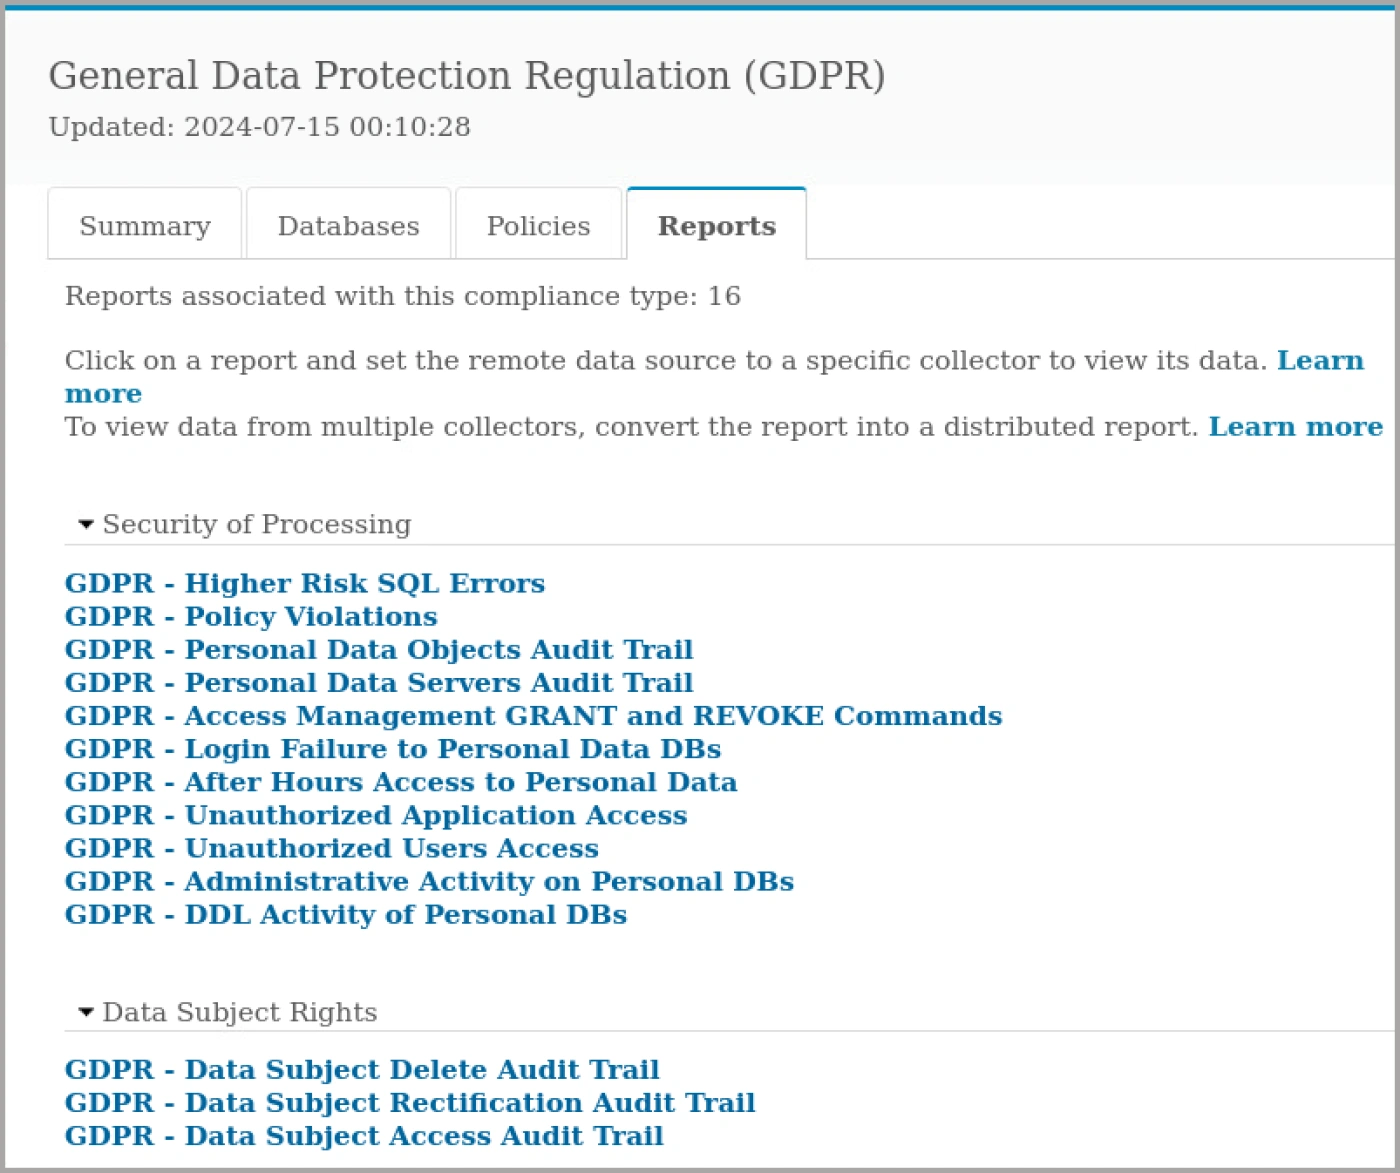 General Data Protection Regulation (GDPR)
Updated: 2024-07-15 00:10:28
Summary Databases Policies Reports
Reports associated with this compliance type: 16
Click on a report and set the remote data source to a specific collector to view its data. Learn
more
To view data from multiple collectors, convert the report into a distributed report. Learn more
Security of Processing
GDPR - Higher Risk SQL Errors
GDPR - Policy Violations
GDPR - Personal Data Objects Audit Trail
GDPR - Personal Data Servers Audit Trail
GDPR - Access Management GRANT and REVOKE Commands
GDPR - Login Failure to Personal Data DBs
GDPR - After Hours Access to Personal Data
GDPR - Unauthorized Application Access
GDPR - Unauthorized Users Access
GDPR - Administrative Activity on Personal DBs
GDPR - DDL Activity of Personal DBs
Data Subject Rights
GDPR - Data Subject Delete Audit Trail
GDPR - Data Subject Rectification Audit Trail
GDPR - Data Subject Access Audit Trail